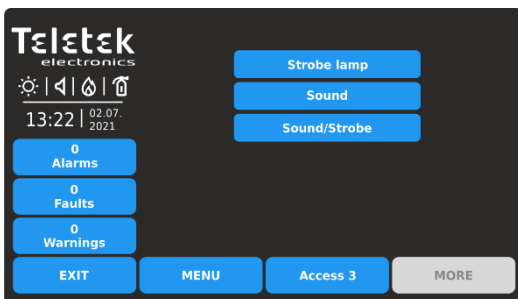 Teletek
electronics
13:22 | 02.07.
2021
0
Alarms
0
Faults
0
Warnings
Strobe lamp
Sound
Sound/Strobe
EXIT
MENU
Access 3
MORE